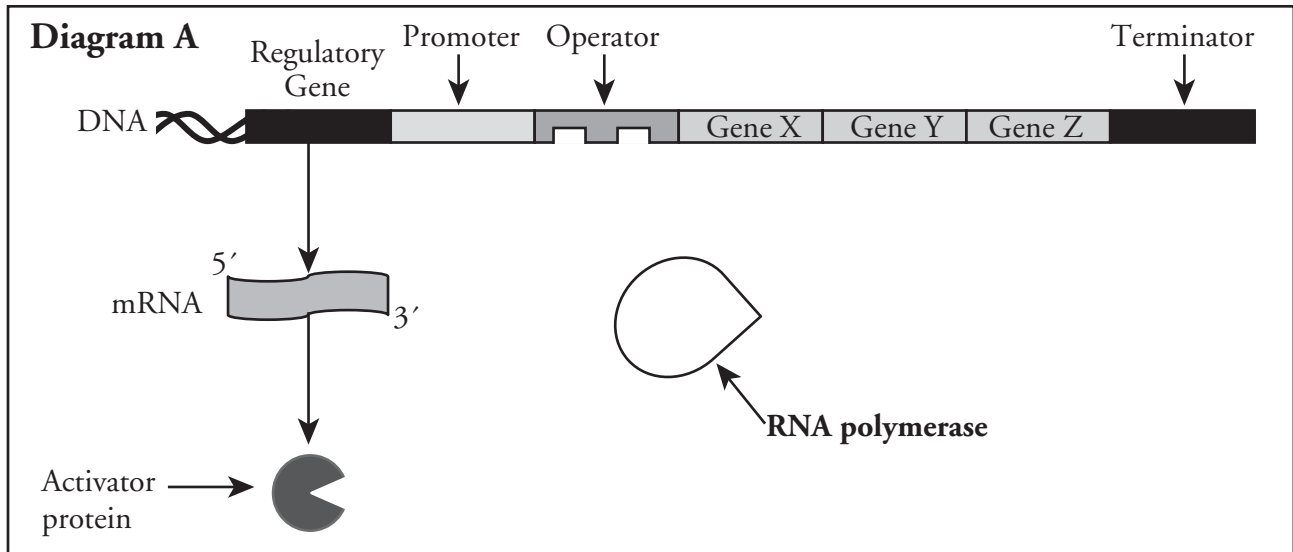 Diagram A
Regulatory
Gene
Promoter
Operator
Terminator
DNA
Gene X
Gene Y
Gene Z
5´
mRNA
3´
RNA polymerase
Activator
protein